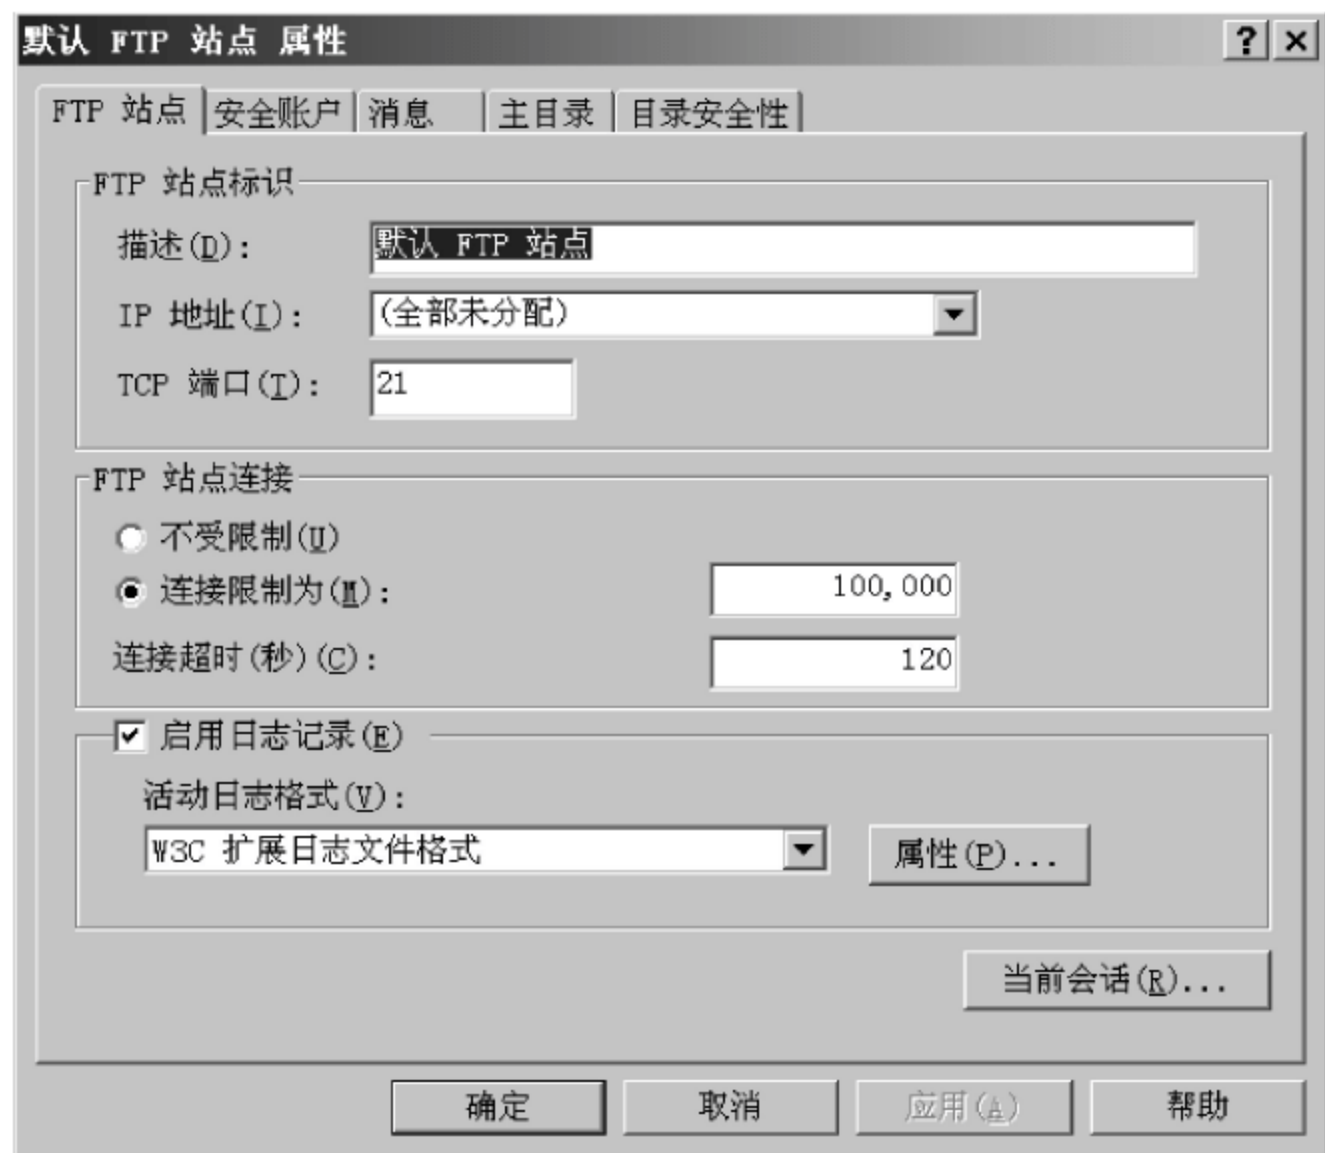 默认 FTP 站点 属性
FTP 站点 安全账户 消息 主目录 目录安全性
FTP 站点标识
描述(D): 默认 FTP 站点
IP 地址(I): (全部未分配)
TCP 端口(T): 21
FTP 站点连接
不受限制(U)
连接限制为(M): 100,000
连接超时(秒)(C): 120
启用日志记录(E)
活动日志格式(V):
W3C 扩展日志文件格式 属性(P)...
当前会话(R)...
确定 取消 应用(A) 帮助